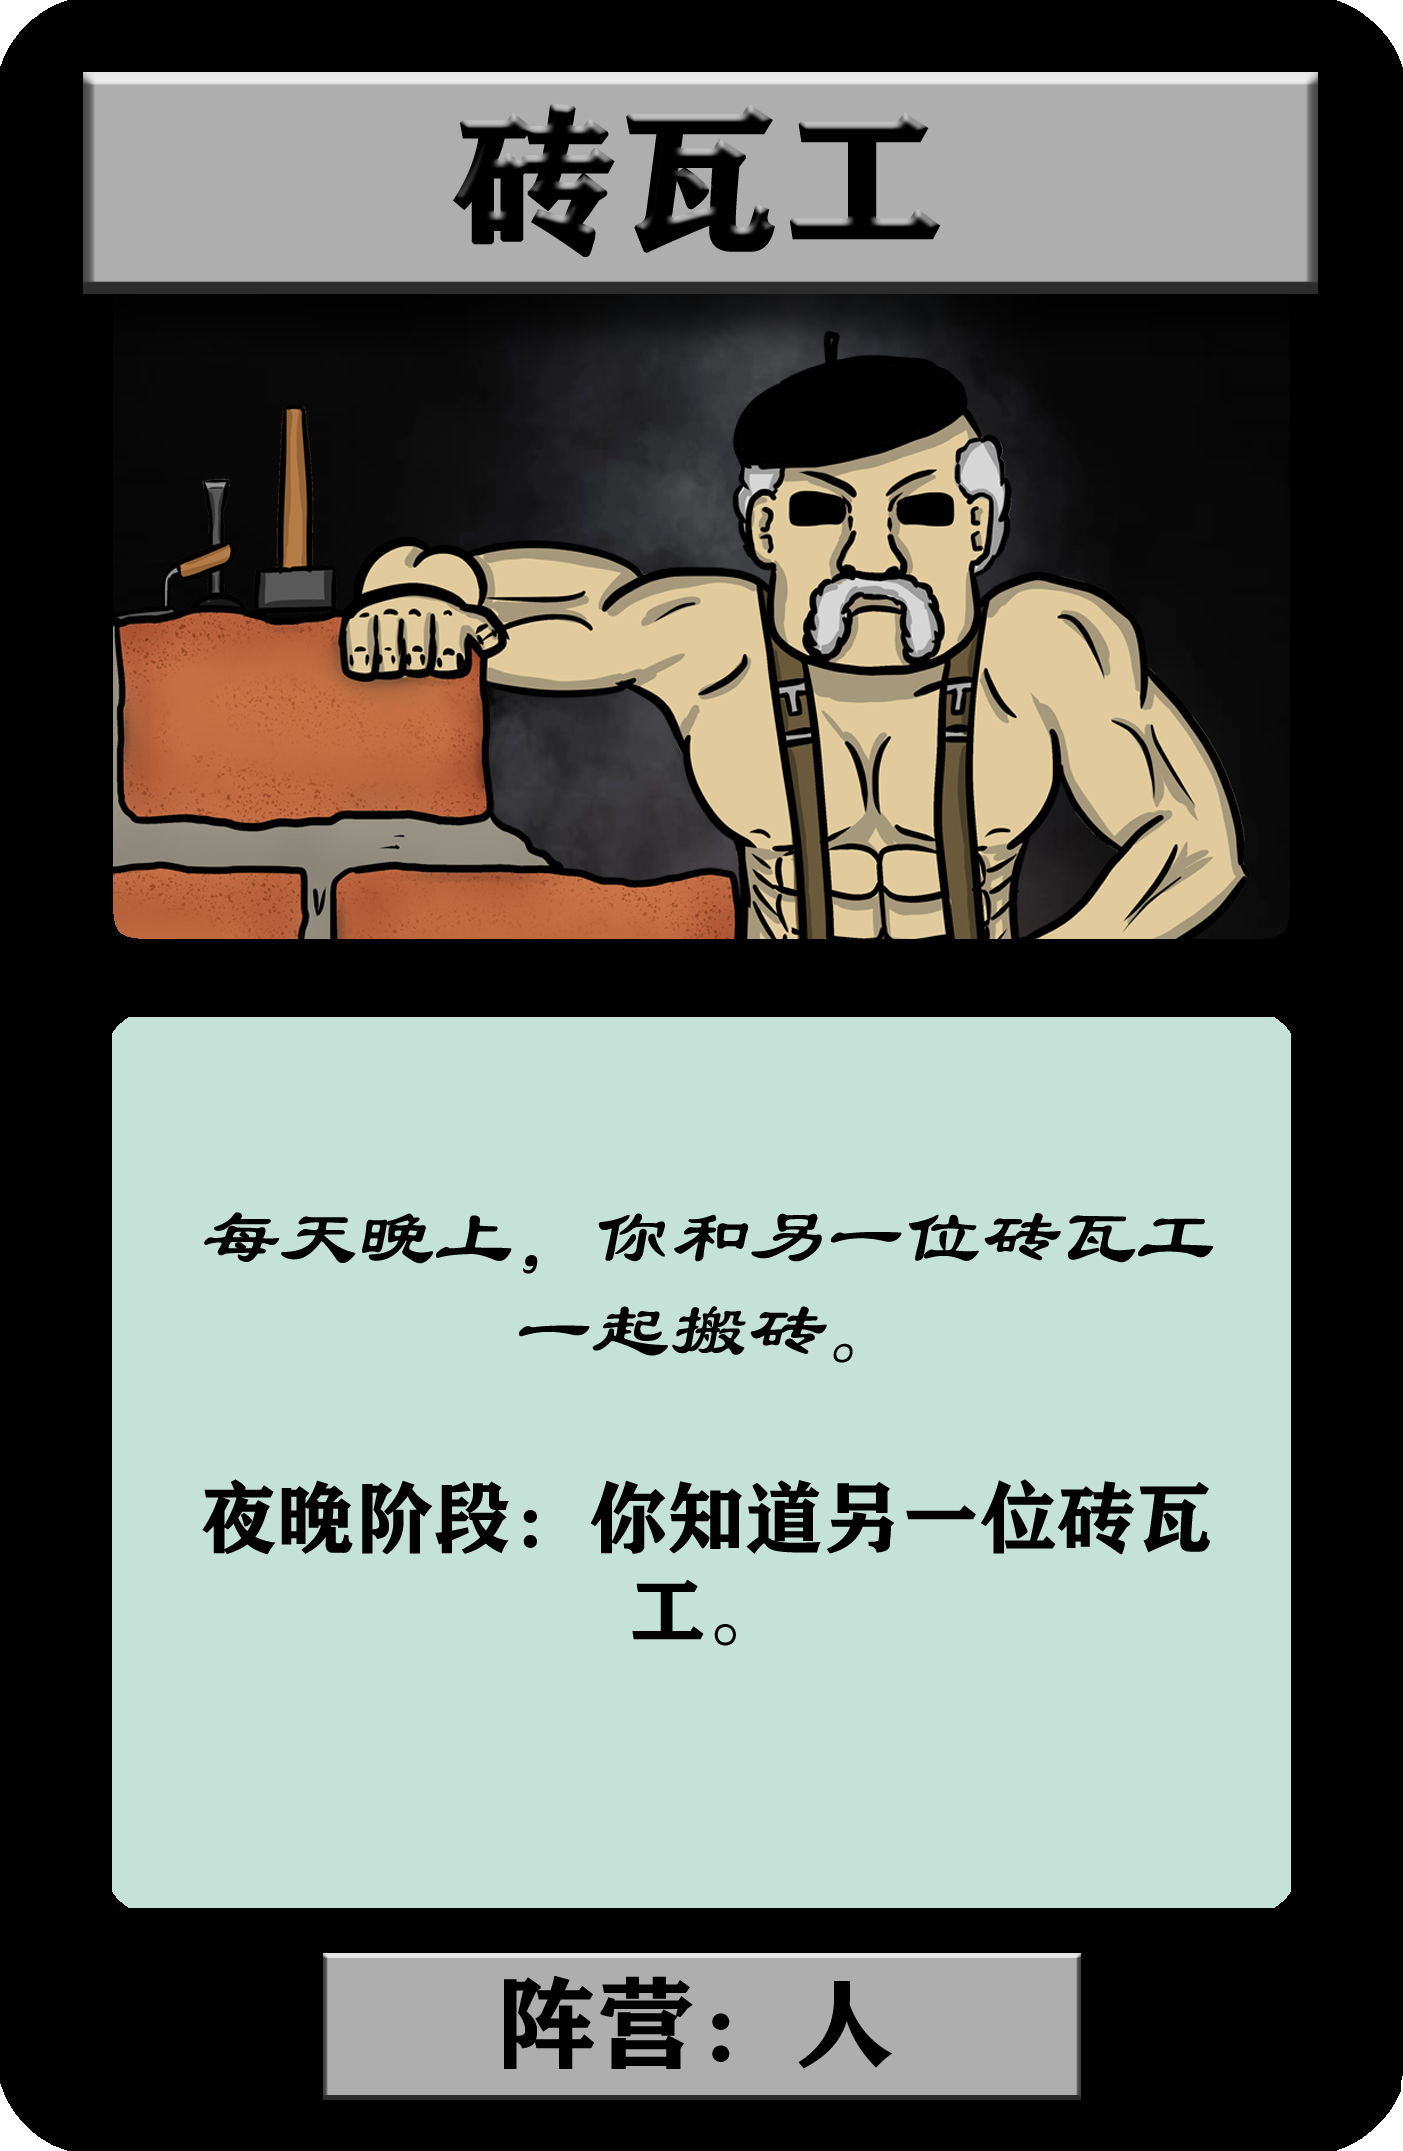 砖瓦工
每天晚上，你和另一位砖瓦工
一起搬砖。
夜晚阶段：你知道另一位砖瓦
工。
阵营：人